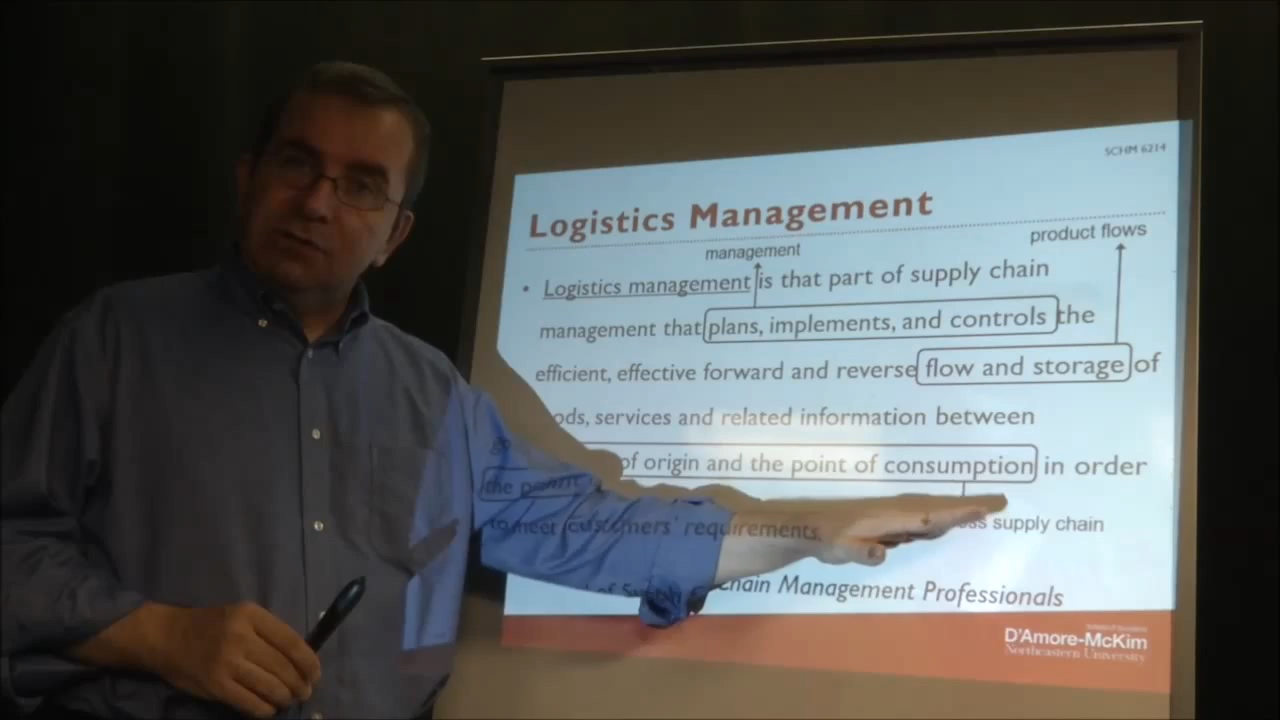 SCHM 6214
Logistics Management
management
product flows
• Logistics management is that part of supply chain
management that plans, implements, and controls the
efficient, effective forward and reverse flow and storage of
ods, services and related information between
the point of origin and the point of consumption in order
to meet customers' requirements.
supply chain
of Chain Management Professionals
D'Amore-McKim
Northeastern University